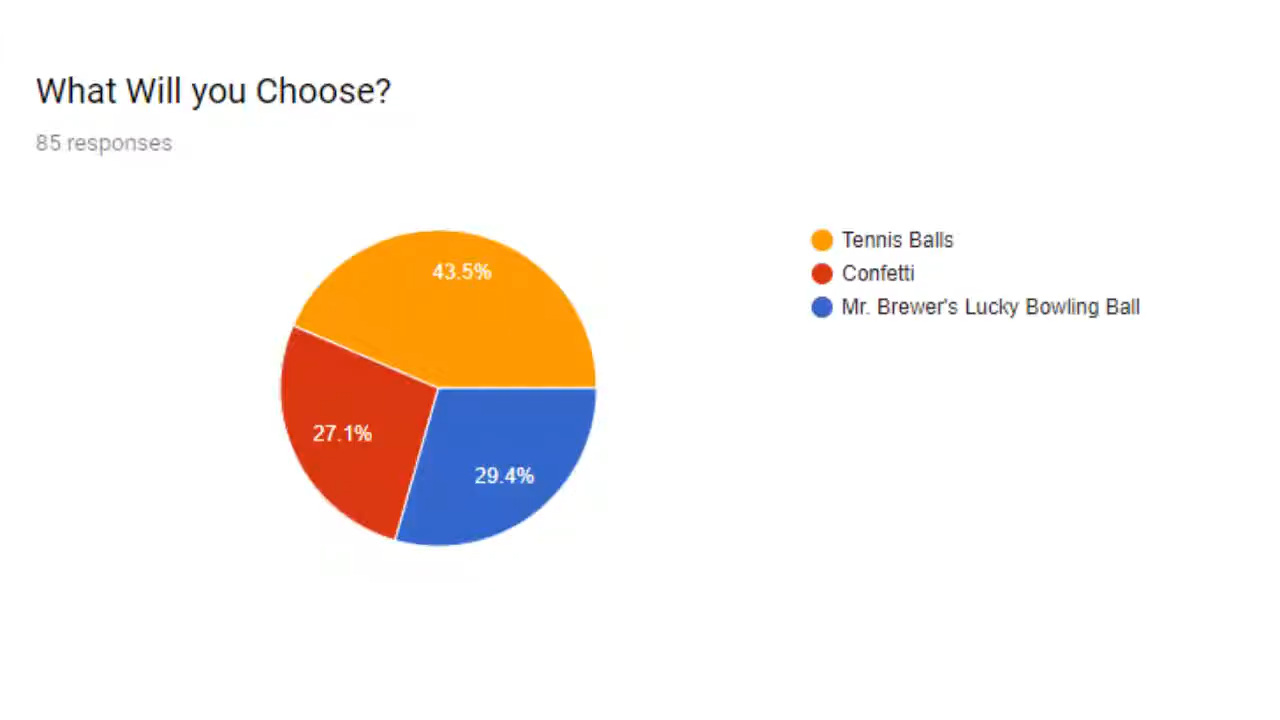 What Will you Choose?
85 responses
43.5%
27.1%
29.4%
Tennis Balls
Confetti
Mr. Brewer's Lucky Bowling Ball